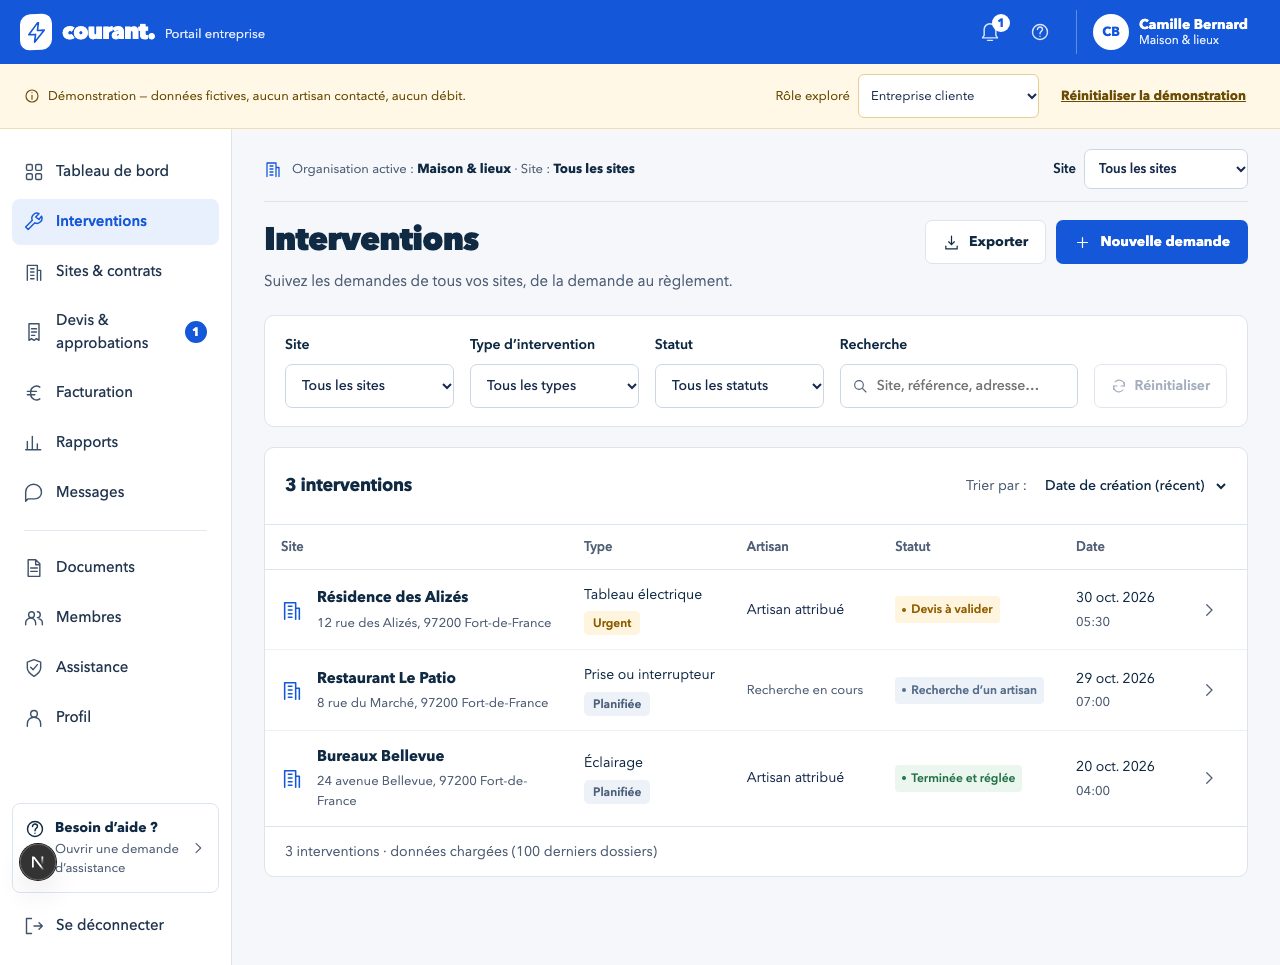 courant. Portail entreprise
1
CB
Camille Bernard
Maison & lieux
Démonstration – données fictives, aucun artisan contacté, aucun débit.
Rôle exploré
Entreprise cliente
Réinitialiser la démonstration
Tableau de bord
Interventions
Sites & contrats
Devis &
approbations
1
Facturation
Rapports
Messages
Documents
Membres
Assistance
Profil
Besoin d’aide ?
Ouvrir une demande
d’assistance
N
Se déconnecter
Organisation active : Maison & lieux · Site : Tous les sites
Site
Tous les sites
Interventions
Exporter
Nouvelle demande
Suivez les demandes de tous vos sites, de la demande au règlement.
Site
Type d’intervention
Statut
Recherche
Tous les sites
Tous les types
Tous les statuts
Site, référence, adresse…
Réinitialiser
3 interventions
Trier par :
Date de création (récent)
Site
Type
Artisan
Statut
Date
Résidence des Alizés
12 rue des Alizés, 97200 Fort-de-France
Tableau électrique
Urgent
Artisan attribué
• Devis à valider
30 oct. 2026
05:30
Restaurant Le Patio
8 rue du Marché, 97200 Fort-de-France
Prise ou interrupteur
Planifiée
Recherche en cours
• Recherche d’un artisan
29 oct. 2026
07:00
Bureaux Bellevue
24 avenue Bellevue, 97200 Fort-de-
France
Éclairage
Planifiée
Artisan attribué
• Terminée et réglée
20 oct. 2026
04:00
3 interventions · données chargées (100 derniers dossiers)